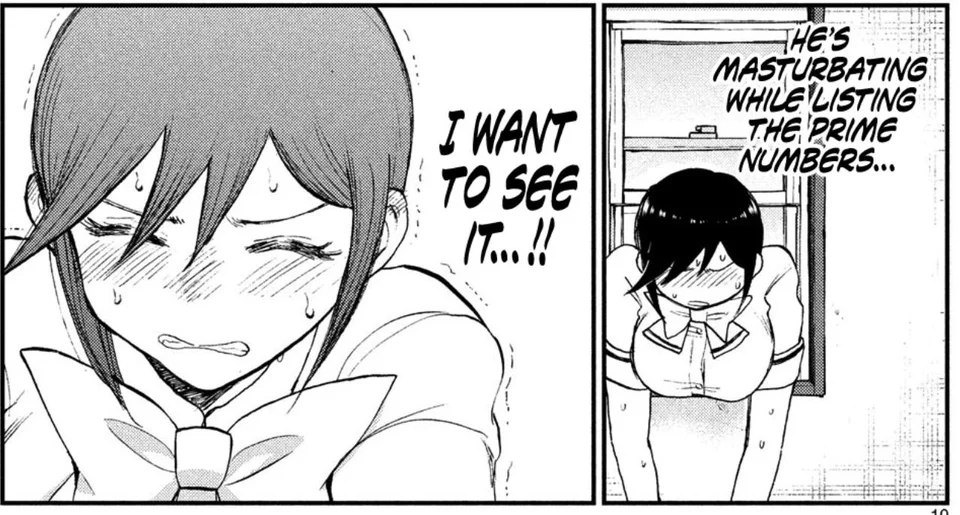 HE'S
MASTURBATING
WHILE LISTING
THE PRIME
NUMBERS...
I WANT
TO SEE
IT...!!